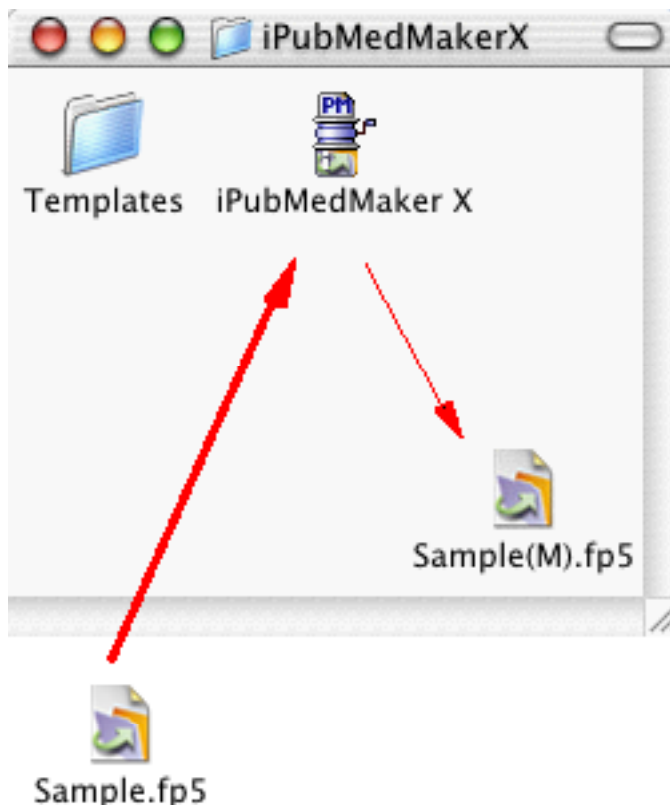 iPubMedMakerX
PM
Templates
iPubMedMaker X
Sample(M).fp5
Sample.fp5